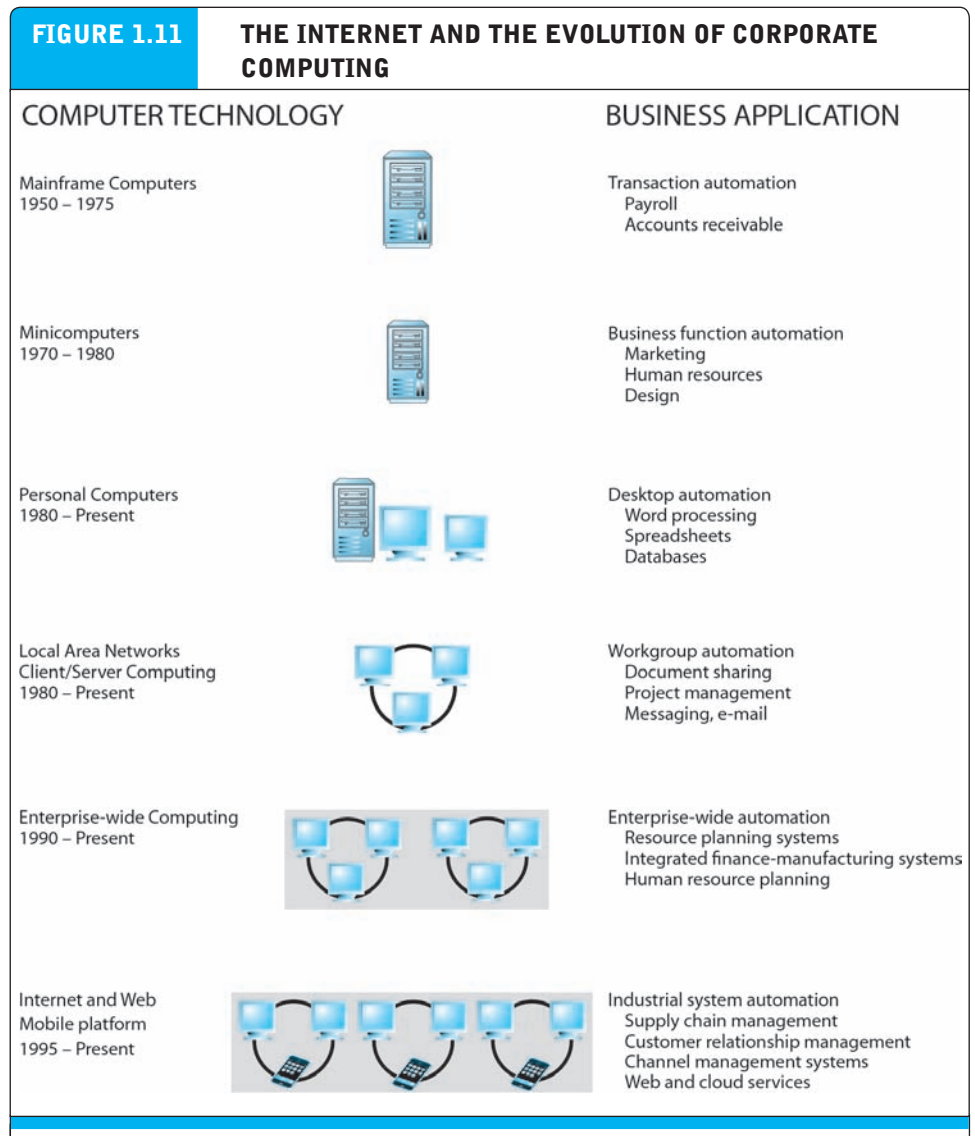 FIGURE 1.11
THE INTERNET AND THE EVOLUTION OF CORPORATE
COMPUTING
COMPUTER TECHNOLOGY
BUSINESS APPLICATION
Mainframe Computers
1950 – 1975
Transaction automation
Payroll
Accounts receivable
Minicomputers
1970 – 1980
Business function automation
Marketing
Human resources
Design
Personal Computers
1980 – Present
Desktop automation
Word processing
Spreadsheets
Databases
Local Area Networks
Client/Server Computing
1980 – Present
Workgroup automation
Document sharing
Project management
Messaging, e-mail
Enterprise-wide Computing
1990 – Present
Enterprise-wide automation
Resource planning systems
Integrated finance-manufacturing systems
Human resource planning
Internet and Web
Mobile platform
1995 – Present
Industrial system automation
Supply chain management
Customer relationship management
Channel management systems
Web and cloud services